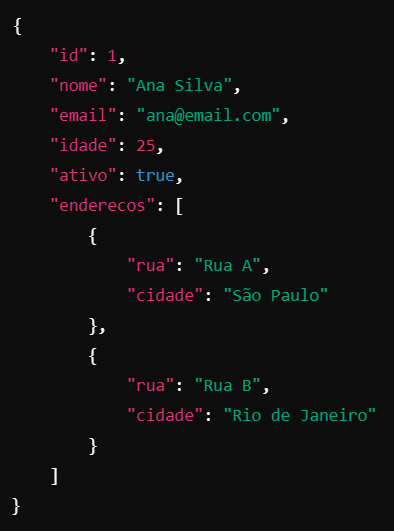 {
    "id": 1,
    "nome": "Ana Silva",
    "email": "ana@email.com",
    "idade": 25,
    "ativo": true,
    "enderecos": [
        {
            "rua": "Rua A",
            "cidade": "São Paulo"
        },
        {
            "rua": "Rua B",
            "cidade": "Rio de Janeiro"
        }
    ]
}